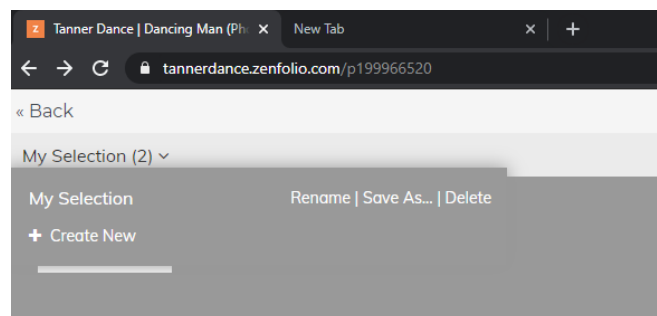 Z Tanner Dance | Dancing Man (Ph × New Tab × +
tannerdance.zenfolio.com/p199966520
« Back
My Selection (2)
My Selection Rename | Save As... | Delete
+ Create New